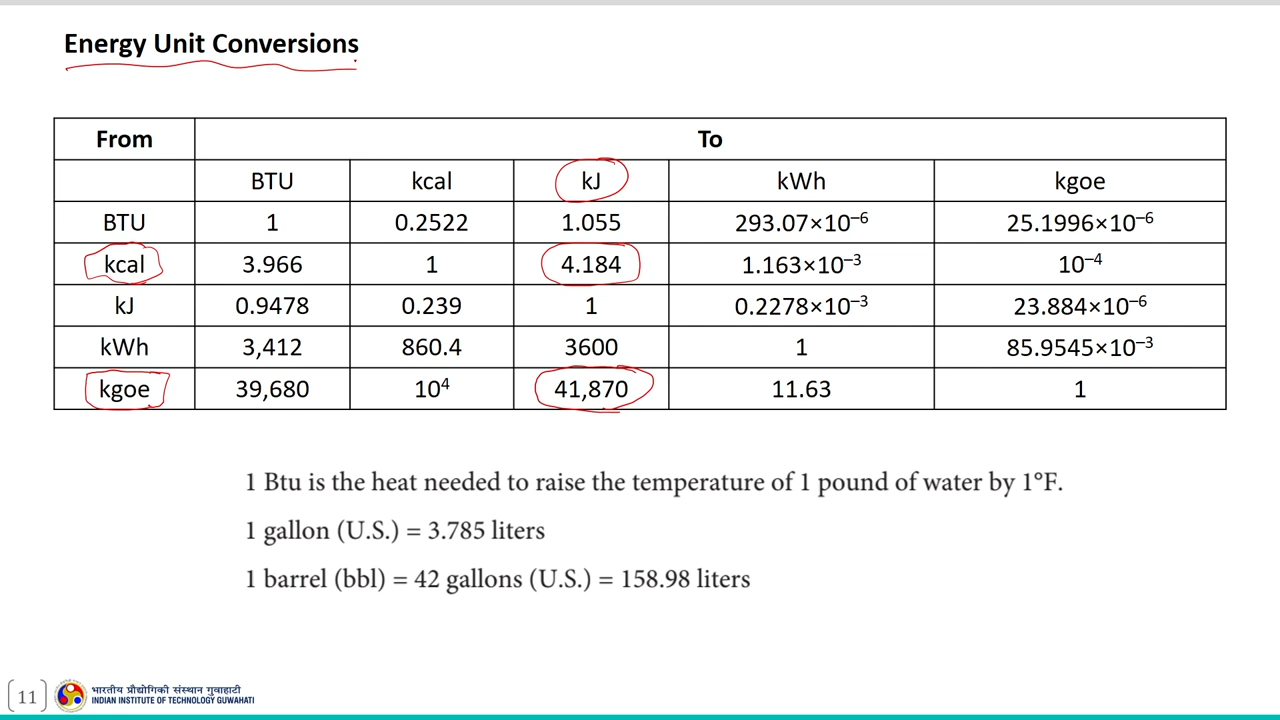 Energy Unit Conversions
From To
BTU kcal kJ kWh kgoe
BTU 1 0.2522 1.055 293.07×10⁻⁶ 25.1996×10⁻⁶
kcal 3.966 1 4.184 1.163×10⁻³ 10⁻⁴
kJ 0.9478 0.239 1 0.2278×10⁻³ 23.884×10⁻⁶
kWh 3,412 860.4 3600 1 85.9545×10⁻³
kgoe 39,680 10⁴ 41,870 11.63 1
1 Btu is the heat needed to raise the temperature of 1 pound of water by 1°F.
1 gallon (U.S.) = 3.785 liters
1 barrel (bbl) = 42 gallons (U.S.) = 158.98 liters
11
भारतीय प्रौद्योगिकी संस्थान गुवाहाटी
INDIAN INSTITUTE OF TECHNOLOGY GUWAHATI